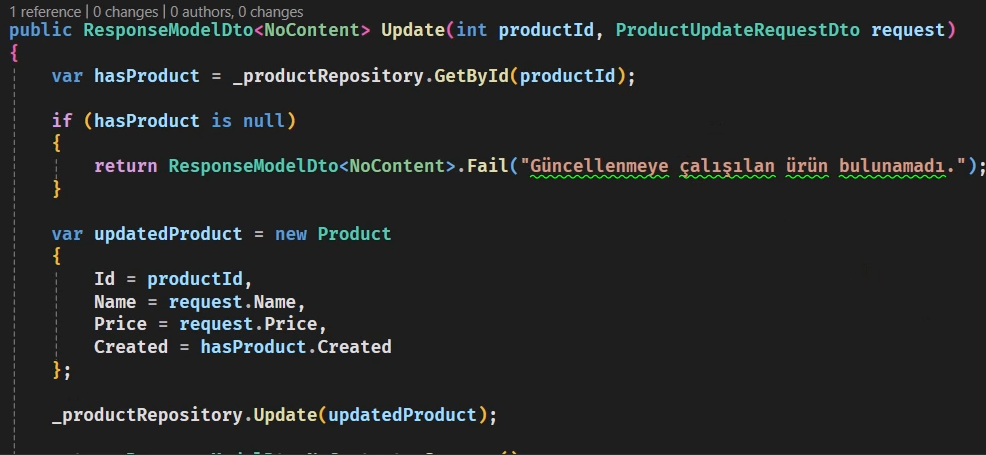 1 reference | 0 changes | 0 authors, 0 changes
public ResponseModelDto<NoContent> Update(int productId, ProductUpdateRequestDto request)
{
var hasProduct = _productRepository.GetById(productId);
if (hasProduct is null)
{
return ResponseModelDto<NoContent>.Fail("Güncellenmeye çalışılan ürün bulunamadı.");
}
var updatedProduct = new Product
{
Id = productId,
Name = request.Name,
Price = request.Price,
Created = hasProduct.Created
};
_productRepository.Update(updatedProduct);